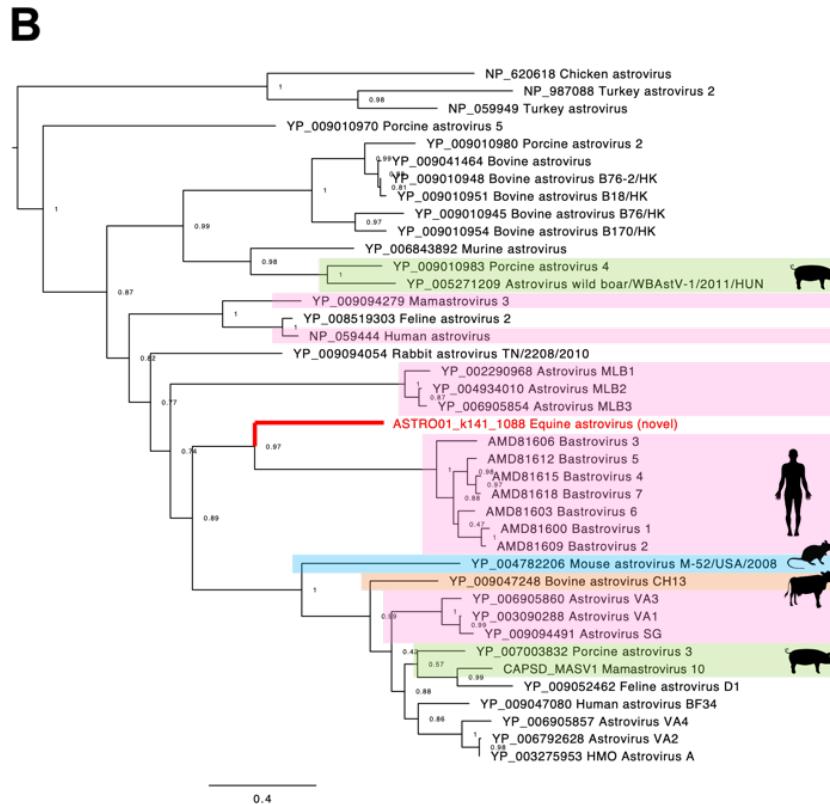 B
NP_620618 Chicken astrovirus
1
NP_987088 Turkey astrovirus 2
0.98
NP_059949 Turkey astrovirus
YP_009010970 Porcine astrovirus 5
1
YP_009010980 Porcine astrovirus 2
0.99
YP_009041464 Bovine astrovirus
YP_009010948 Bovine astrovirus B76-2/HK
0.81
YP_009010951 Bovine astrovirus B18/HK
1
YP_009010945 Bovine astrovirus B76/HK
0.97
YP_009010954 Bovine astrovirus B170/HK
0.99
YP_006843892 Murine astrovirus
0.98
YP_009010983 Porcine astrovirus 4
1
YP_005271209 Astrovirus wild boar/WBAstV-1/2011/HUN
0.87
YP_009094279 Mamastrovirus 3
1
YP_008519303 Feline astrovirus 2
1
NP_059444 Human astrovirus
YP_009094054 Rabbit astrovirus TN/2208/2010
0.77
YP_002290968 Astrovirus MLB1
1
YP_004934010 Astrovirus MLB2
0.87
YP_006905854 Astrovirus MLB3
ASTRO01_k141_1088 Equine astrovirus (novel)
0.97
0.74
AMD81606 Bastrovirus 3
AMD81612 Bastrovirus 5
1
0.98
AMD81615 Bastrovirus 4
0.97
AMD81618 Bastrovirus 7
0.88
AMD81603 Bastrovirus 6
0.89
0.47
AMD81600 Bastrovirus 1
1
AMD81609 Bastrovirus 2
YP_004782206 Mouse astrovirus M-52/USA/2008
1
YP_009047248 Bovine astrovirus CH13
YP_006905860 Astrovirus VA3
1
YP_003090288 Astrovirus VA1
0.99
YP_009094491 Astrovirus SG
YP_007003832 Porcine astrovirus 3
0.57
CAPSD_MASV1 Mamastrovirus 10
0.99
YP_009052462 Feline astrovirus D1
0.88
YP_009047080 Human astrovirus BF34
0.86
YP_006905857 Astrovirus VA4
1
YP_006792628 Astrovirus VA2
0.98
YP_003275953 HMO Astrovirus A
0.4